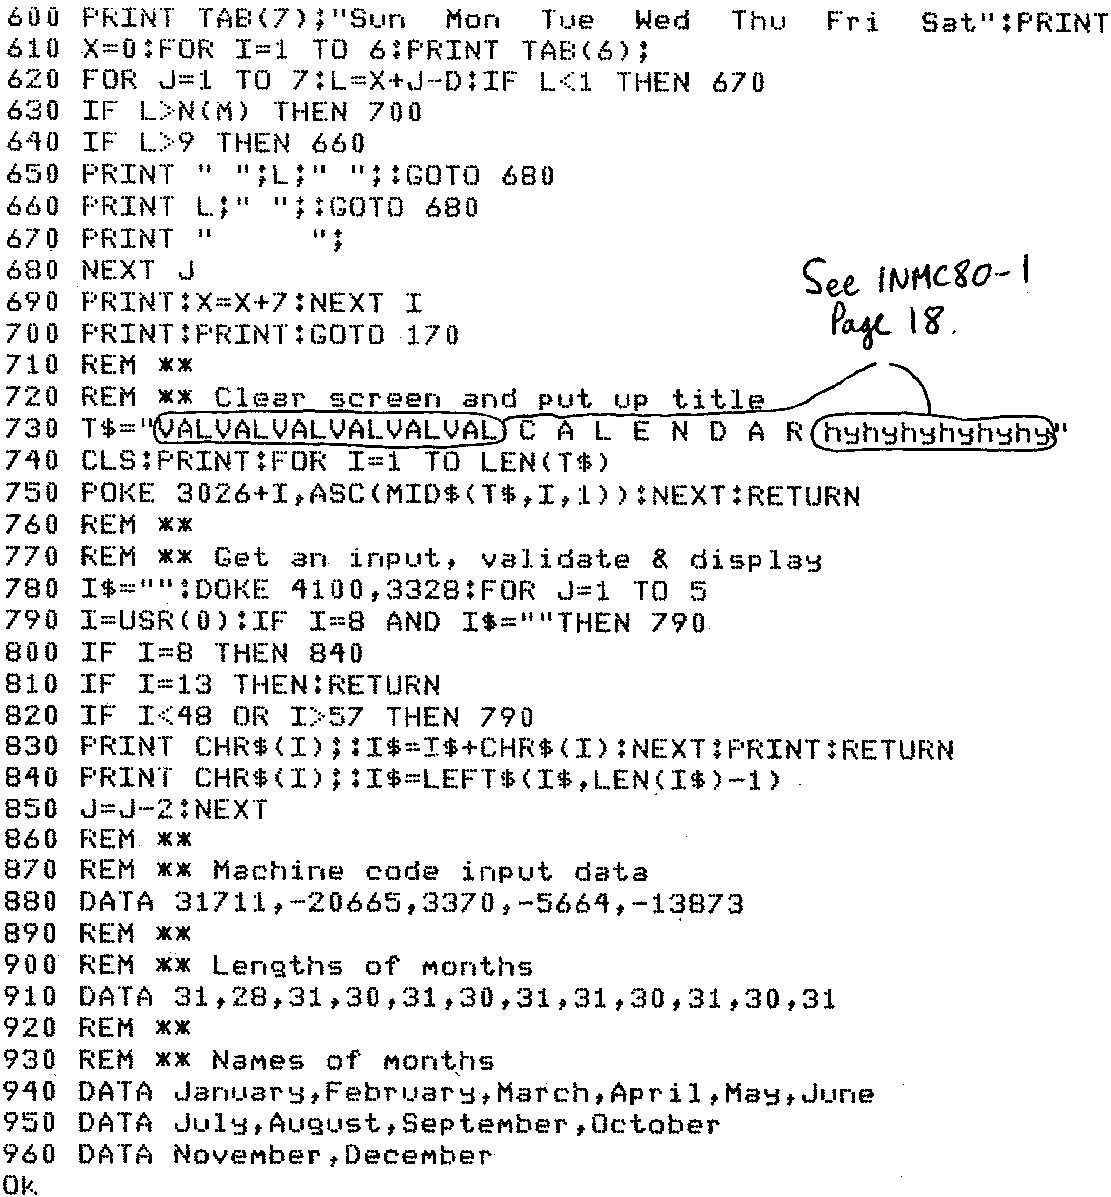 600 PRINT TAB(7);"Sun  Mon  Tue  Wed  Thu  Fri  Sat":PRINT
610 X=0:FOR I=1 TO 6:PRINT TAB(6);
620 FOR J=1 TO 7:L=X+J-D:IF L<1 THEN 670
630 IF L>N(M) THEN 700
640 IF L>9 THEN 660
650 PRINT " ";L;" ";:GOTO 680
660 PRINT L;" ";:GOTO 680
670 PRINT "     ";
680 NEXT J
690 PRINT:X=X+7:NEXT I
See INMC80-1
Page 18.
700 PRINT:PRINT:GOTO 170
710 REM **
720 REM ** Clear screen and put up title
730 T$="VALVALVALVALVALVAL C A L E N D A R hyhyhyhyhyhy"
740 CLS:PRINT:FOR I=1 TO LEN(T$)
750 POKE 3026+I,ASC(MID$(T$,I,1)):NEXT:RETURN
760 REM **
770 REM ** Get an input, validate & display
780 I$="":DOKE 4100,3328:FOR J=1 TO 5
790 I=USR(0):IF I=8 AND I$=""THEN 790
800 IF I=8 THEN 840
810 IF I=13 THEN:RETURN
820 IF I<48 OR I>57 THEN 790
830 PRINT CHR$(I);:I$=I$+CHR$(I):NEXT:PRINT:RETURN
840 PRINT CHR$(I);:I$=LEFT$(I$,LEN(I$)-1)
850 J=J-2:NEXT
860 REM **
870 REM ** Machine code input data
880 DATA 31711,-20665,3370,-5664,-13873
890 REM **
900 REM ** Lengths of months
910 DATA 31,28,31,30,31,30,31,31,30,31,30,31
920 REM **
930 REM ** Names of months
940 DATA January,February,March,April,May,June
950 DATA July,August,September,October
960 DATA November,December
Ok